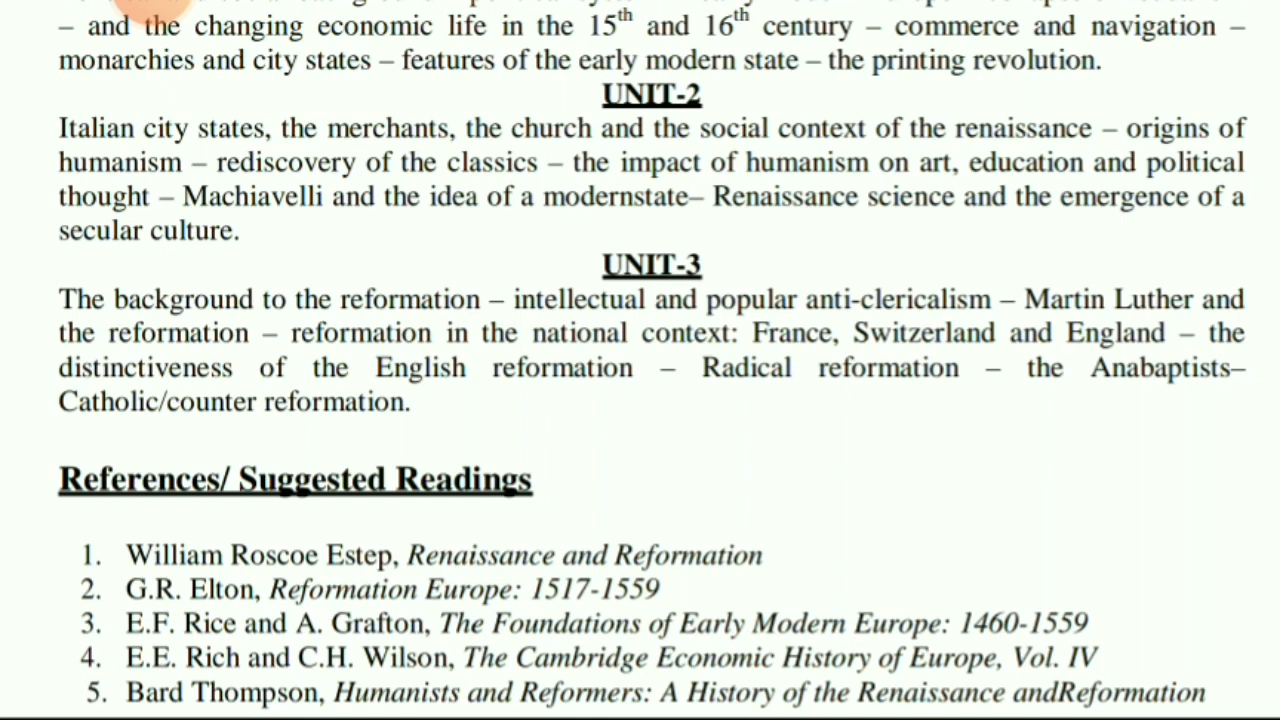 – and the changing economic life in the 15th and 16th century – commerce and navigation –
monarchies and city states – features of the early modern state – the printing revolution.
UNIT-2
Italian city states, the merchants, the church and the social context of the renaissance – origins of
humanism – rediscovery of the classics – the impact of humanism on art, education and political
thought – Machiavelli and the idea of a modernstate– Renaissance science and the emergence of a
secular culture.
UNIT-3
The background to the reformation – intellectual and popular anti-clericalism – Martin Luther and
the reformation – reformation in the national context: France, Switzerland and England – the
distinctiveness of the English reformation – Radical reformation – the Anabaptists–
Catholic/counter reformation.
References/ Suggested Readings
1. William Roscoe Estep, Renaissance and Reformation
2. G.R. Elton, Reformation Europe: 1517-1559
3. E.F. Rice and A. Grafton, The Foundations of Early Modern Europe: 1460-1559
4. E.E. Rich and C.H. Wilson, The Cambridge Economic History of Europe, Vol. IV
5. Bard Thompson, Humanists and Reformers: A History of the Renaissance andReformation